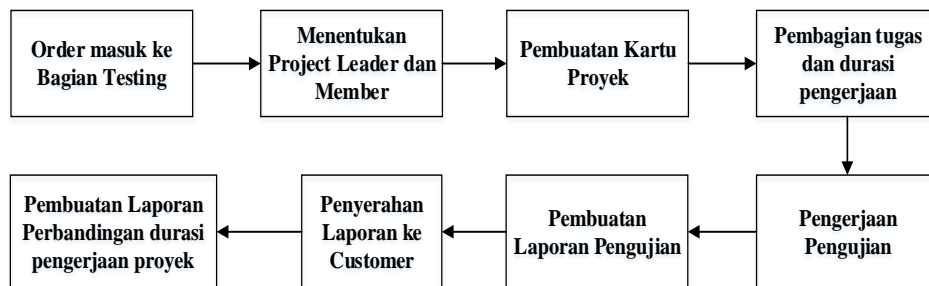 Order masuk ke
Bagian Testing
Menentukan
Project Leader dan
Member
Pembuatan Kartu
Proyek
Pembagian tugas
dan durasi
pengerjaan
Pengerjaan
Pengujian
Pembuatan
Laporan Pengujian
Penyerahan
Laporan ke
Customer
Pembuatan Laporan
Perbandingan durasi
pengerjaan proyek